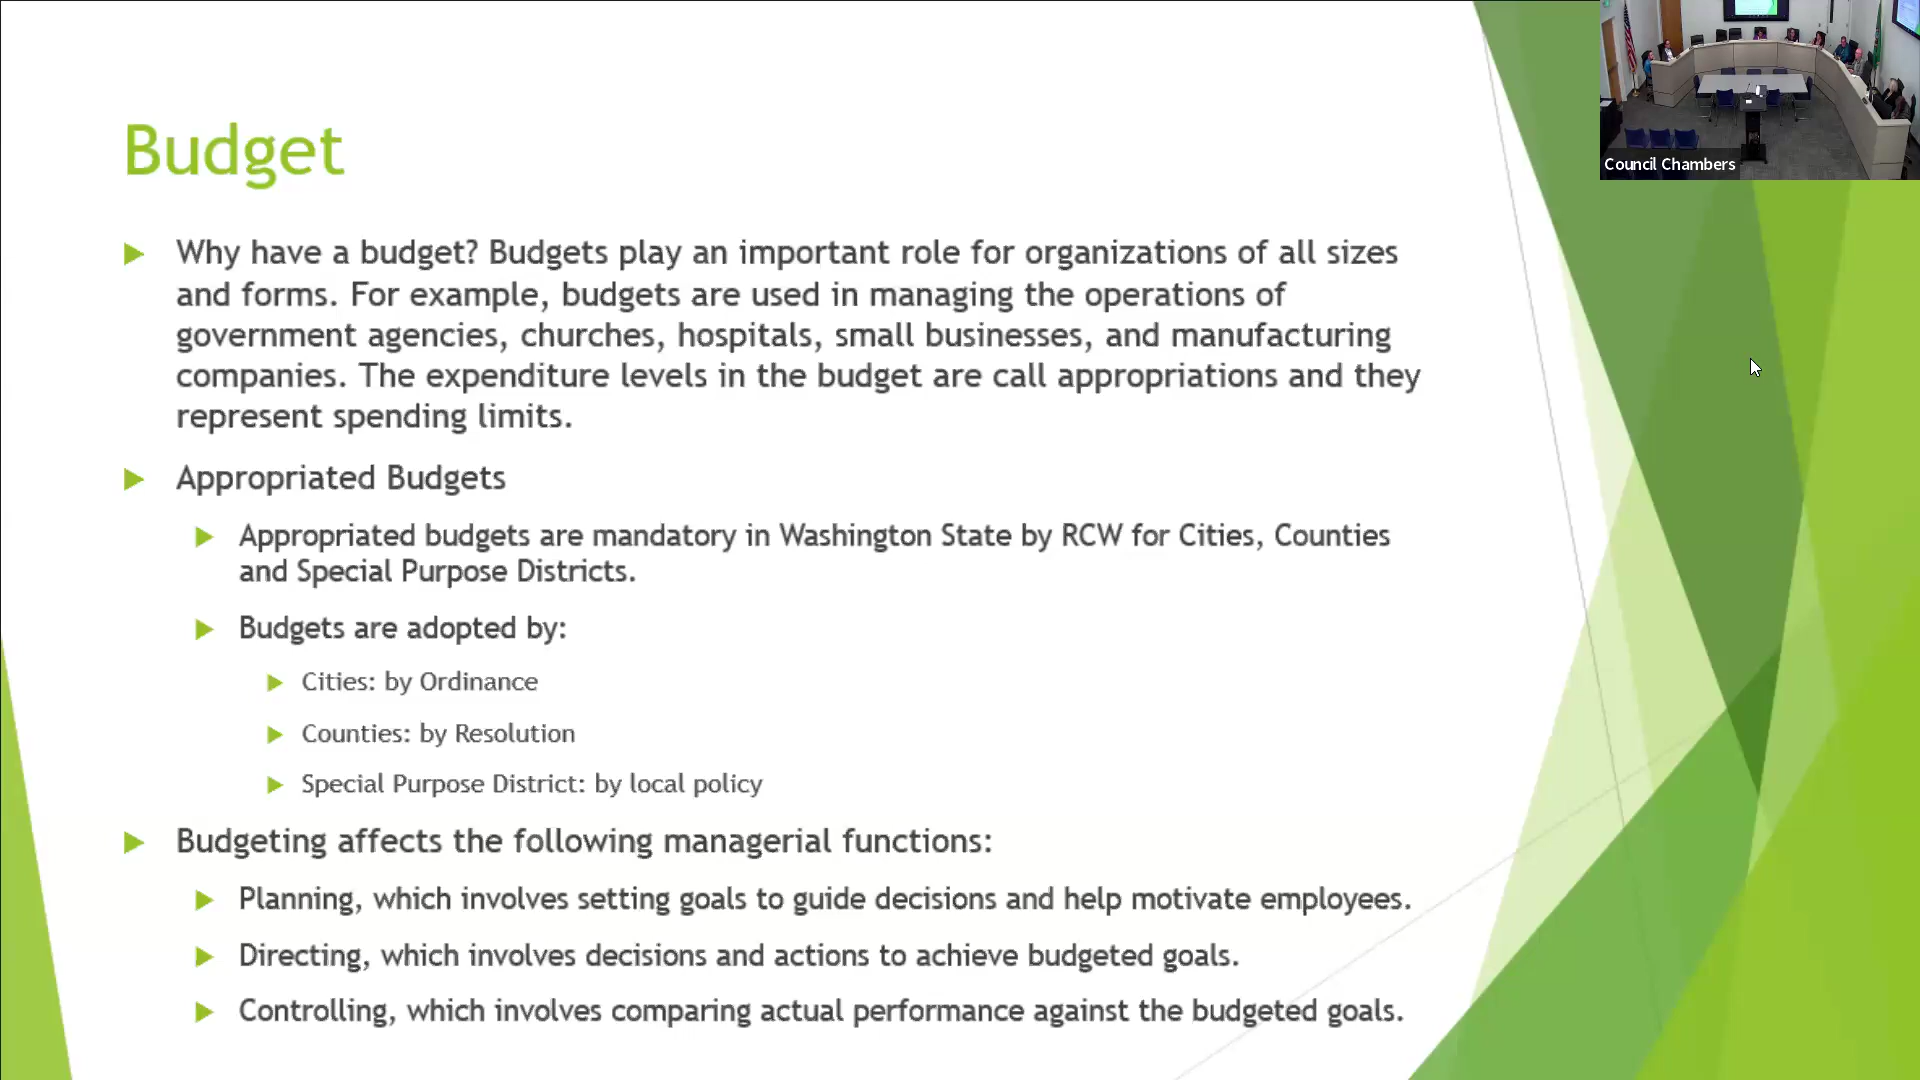 Budget
Why have a budget? Budgets play an important role for organizations of all sizes
and forms. For example, budgets are used in managing the operations of
government agencies, churches, hospitals, small businesses, and manufacturing
companies. The expenditure levels in the budget are call appropriations and they
represent spending limits.
Appropriated Budgets
Appropriated budgets are mandatory in Washington State by RCW for Cities, Counties
and Special Purpose Districts.
Budgets are adopted by:
Cities: by Ordinance
Counties: by Resolution
Special Purpose District: by local policy
Budgeting affects the following managerial functions:
Planning, which involves setting goals to guide decisions and help motivate employees.
Directing, which involves decisions and actions to achieve budgeted goals.
Controlling, which involves comparing actual performance against the budgeted goals.
Council Chambers